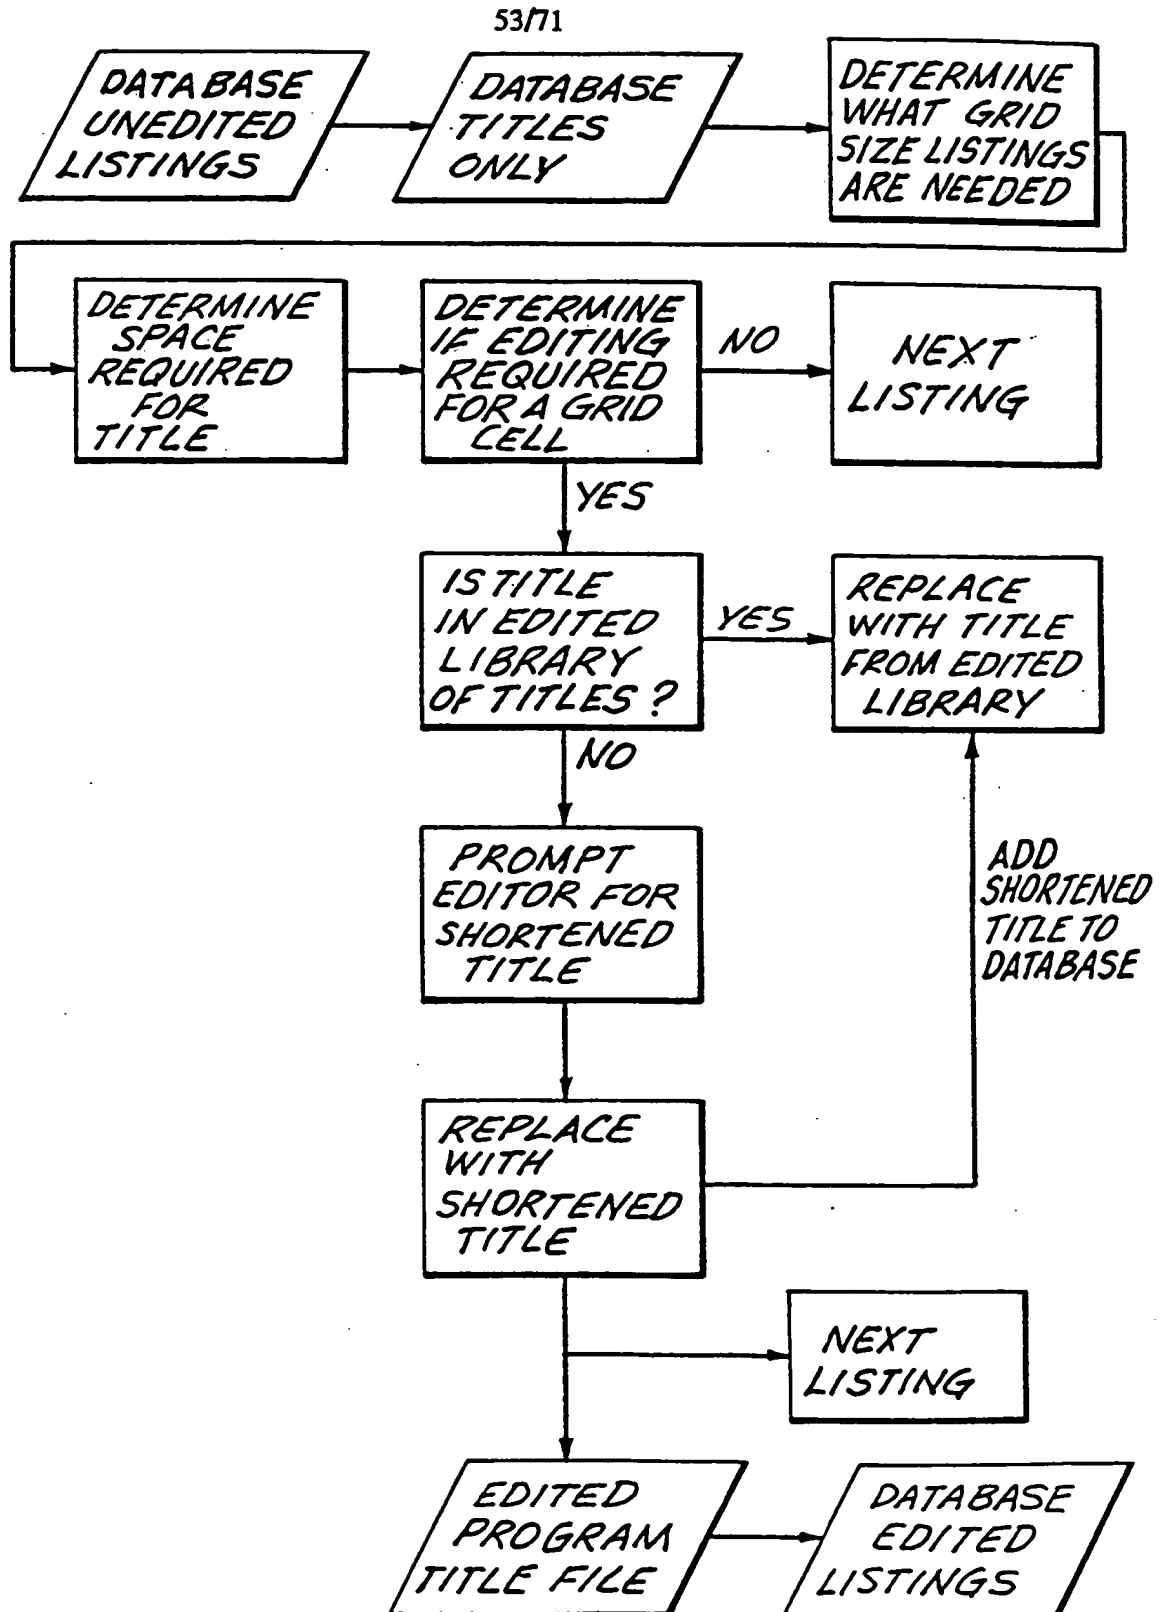 53/71
DATABASE
UNEDITED
LISTINGS
DATABASE
TITLES
ONLY
DETERMINE
WHAT GRID
SIZE LISTINGS
ARE NEEDED
DETERMINE
SPACE
REQUIRED
FOR
TITLE
DETERMINE
IF EDITING
REQUIRED
FOR A GRID
CELL
NO
NEXT
LISTING
YES
IS TITLE
IN EDITED
LIBRARY
OF TITLES?
YES
REPLACE
WITH TITLE
FROM EDITED
LIBRARY
NO
PROMPT
EDITOR FOR
SHORTENED
TITLE
ADD
SHORTENED
TITLE TO
DATABASE
REPLACE
WITH
SHORTENED
TITLE
NEXT
LISTING
EDITED
PROGRAM
TITLE FILE
DATABASE
EDITED
LISTINGS